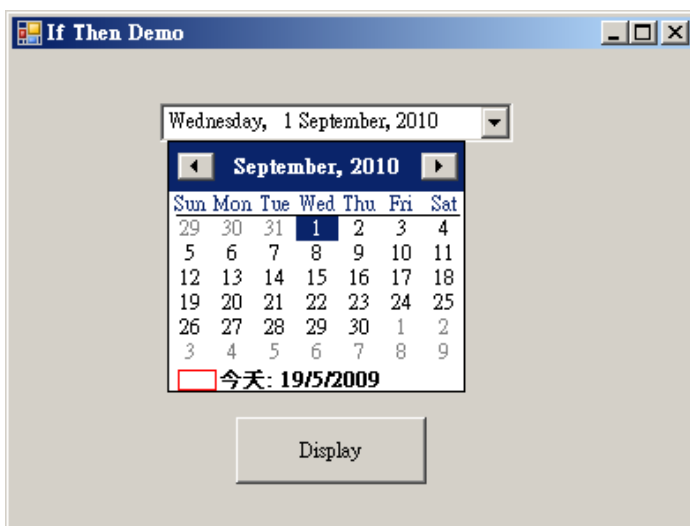 If Then Demo
Wednesday, 1 September, 2010
September, 2010
Sun Mon Tue Wed Thu Fri Sat
29 30 31 1 2 3 4
5 6 7 8 9 10 11
12 13 14 15 16 17 18
19 20 21 22 23 24 25
26 27 28 29 30 1 2
3 4 5 6 7 8 9
今天: 19/5/2009
Display